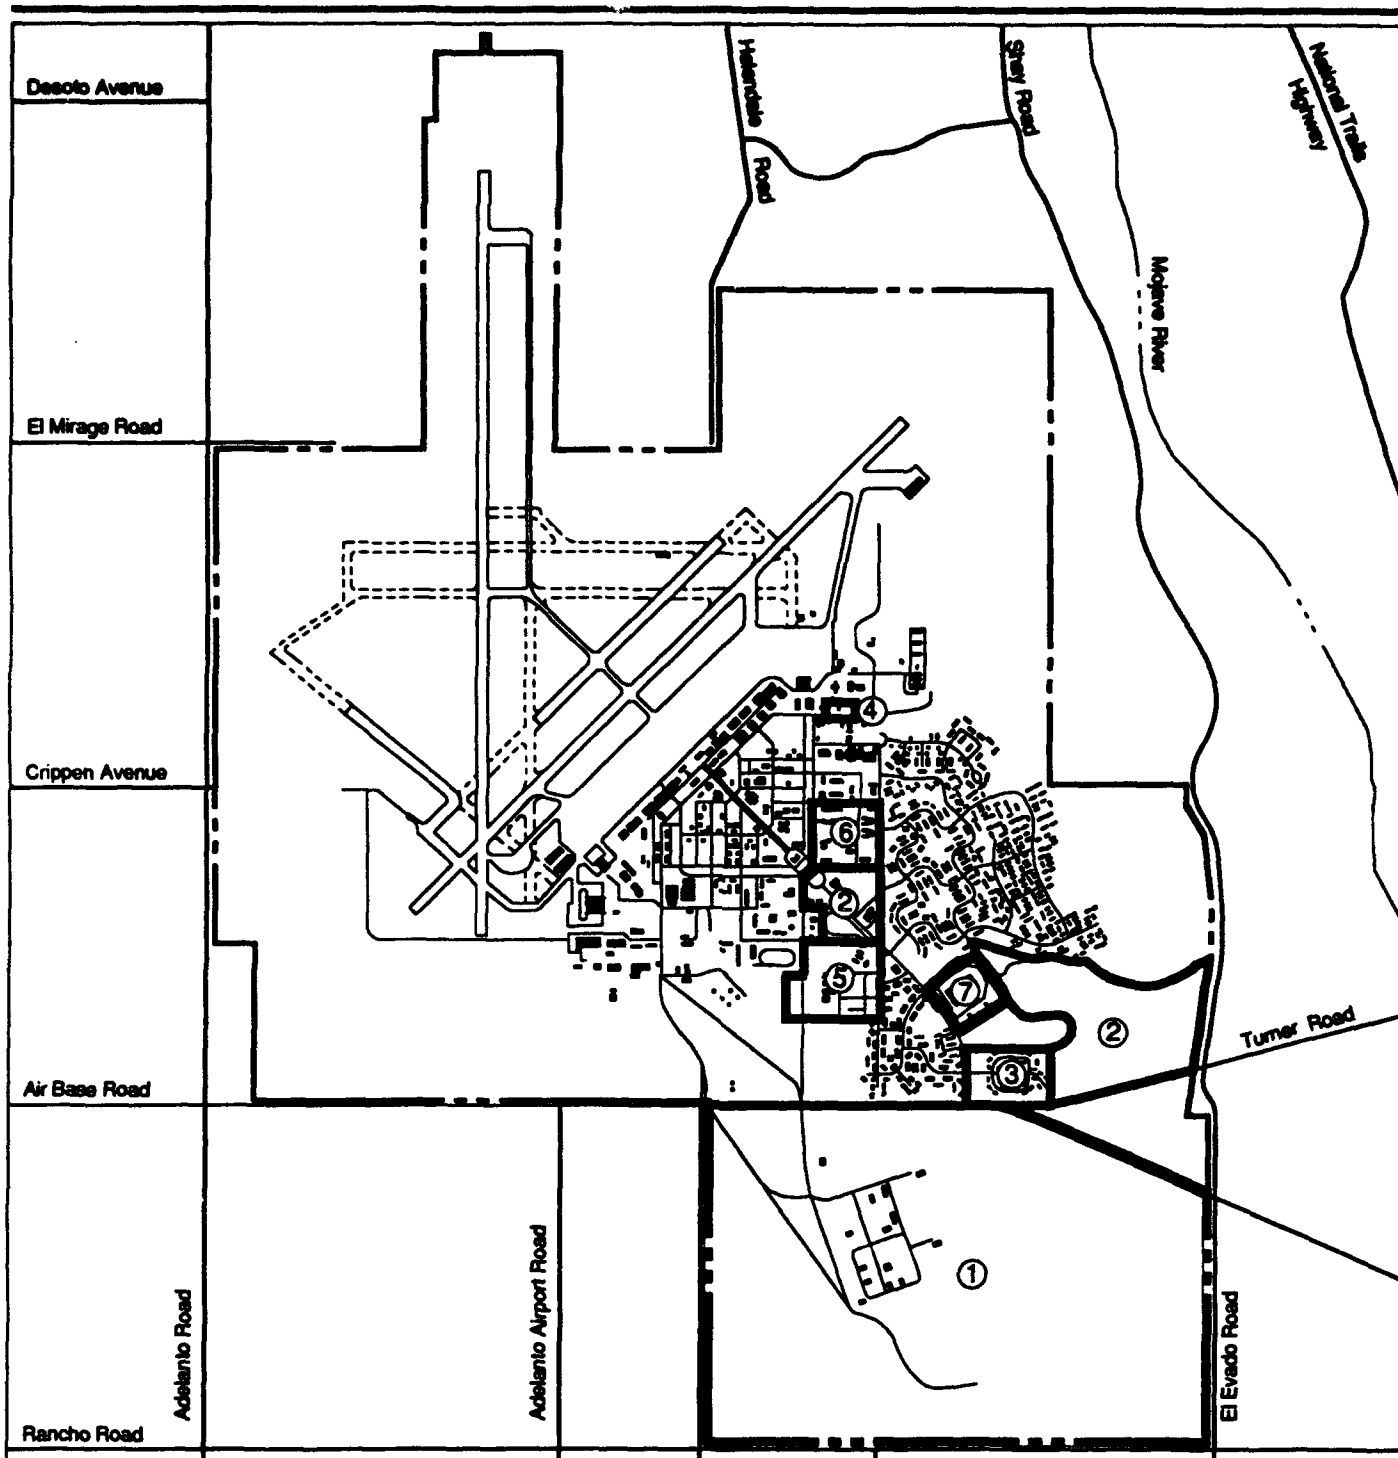 Desoto Avenue
Helendale
Road
Shay Road
National Trails
Highway
Mojave River
El Mirage Road
4
Crippen Avenue
6
2
5
7
2
Turner Road
3
Air Base Road
1
Adelanto Road
Adelanto Airport Road
El Evado Road
Rancho Road